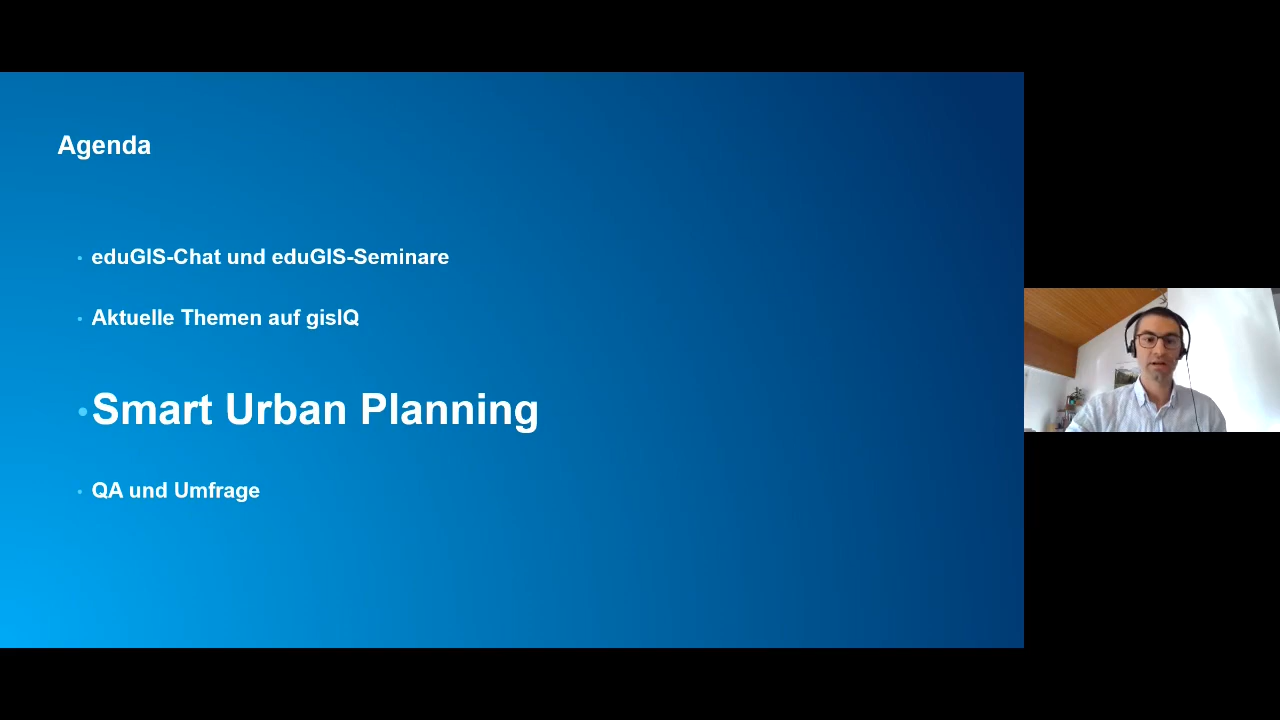 Agenda
• eduGIS-Chat und eduGIS-Seminare
• Aktuelle Themen auf gisIQ
• Smart Urban Planning
• QA und Umfrage